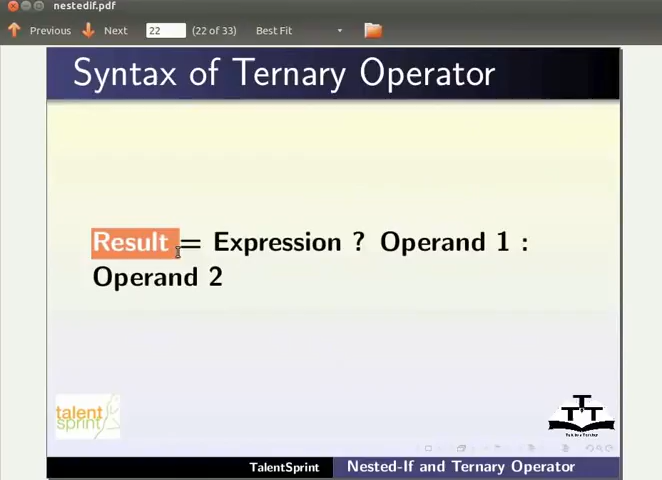 nestedif.pdf
Previous Next 22 (22 of 33) Best Fit
Syntax of Ternary Operator
Result = Expression ? Operand 1 :
Operand 2
talent
sprint
TalentSprint Nested-If and Ternary Operator